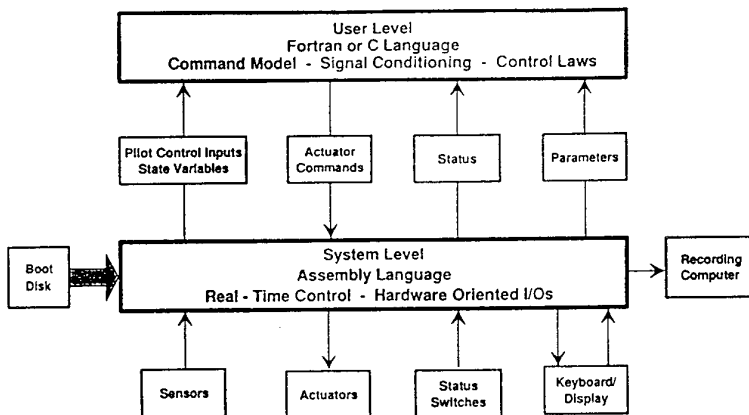 User Level
Fortran or C Language
Command Model - Signal Conditioning - Control Laws
Pilot Control Inputs
State Variables
Actuator
Commands
Status
Parameters
Boot
Disk
System Level
Assembly Language
Real - Time Control - Hardware Oriented I/Os
Recording
Computer
Sensors
Actuators
Status
Switches
Keyboard/
Display